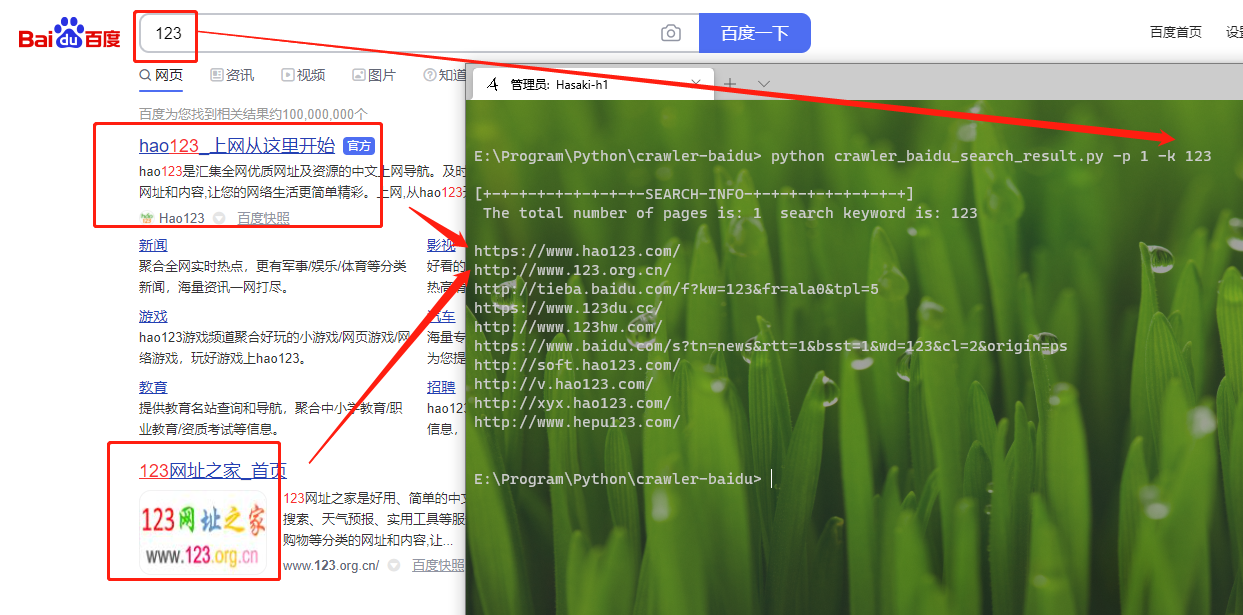 Bai du 百度
123
百度一下
百度首页 设置
网页 资讯 视频 图片 知道
百度为您找到相关结果约100,000,000个
hao123_上网从这里开始 官方
hao123是汇集全网优质网址及资源的中文上网导航。及时
网址和内容,让您的网络生活更简单精彩。上网,从hao123
Hao123 百度快照
新闻
聚合全网实时热点，更有军事/娱乐/体育等分类
新闻，海量资讯一网打尽。
影视
好看的
热高清
游戏
hao123游戏频道聚合好玩的小游戏/网页游戏/网
络游戏，玩好游戏上hao123。
汽车
海量专
为您提
教育
提供教育名站查询和导航，聚合中小学教育/职
业教育/资质考试等信息。
招聘
hao123
信息，
123网址之家_首页
123网址之家
www.123.org.cn
123网址之家是好用、简单的中文
搜索、天气预报、实用工具等服
购物等分类的网址和内容,让...
www.123.org.cn/ 百度快照
管理员: Hasaki-h1
E:\Program\Python\crawler-baidu> python crawler_baidu_search_result.py -p 1 -k 123
[+-+-+-+-+-+-+-+-SEARCH-INFO-+-+-+-+-+-+-+-+]
The total number of pages is: 1 search keyword is: 123
https://www.hao123.com/
http://www.123.org.cn/
http://tieba.baidu.com/f?kw=123&fr=ala0&tpl=5
https://www.123du.cc/
http://www.123hw.com/
https://www.baidu.com/s?tn=news&rtt=1&bsst=1&wd=123&cl=2&origin=ps
http://soft.hao123.com/
http://v.hao123.com/
http://xyx.hao123.com/
http://www.hepu123.com/
E:\Program\Python\crawler-baidu>